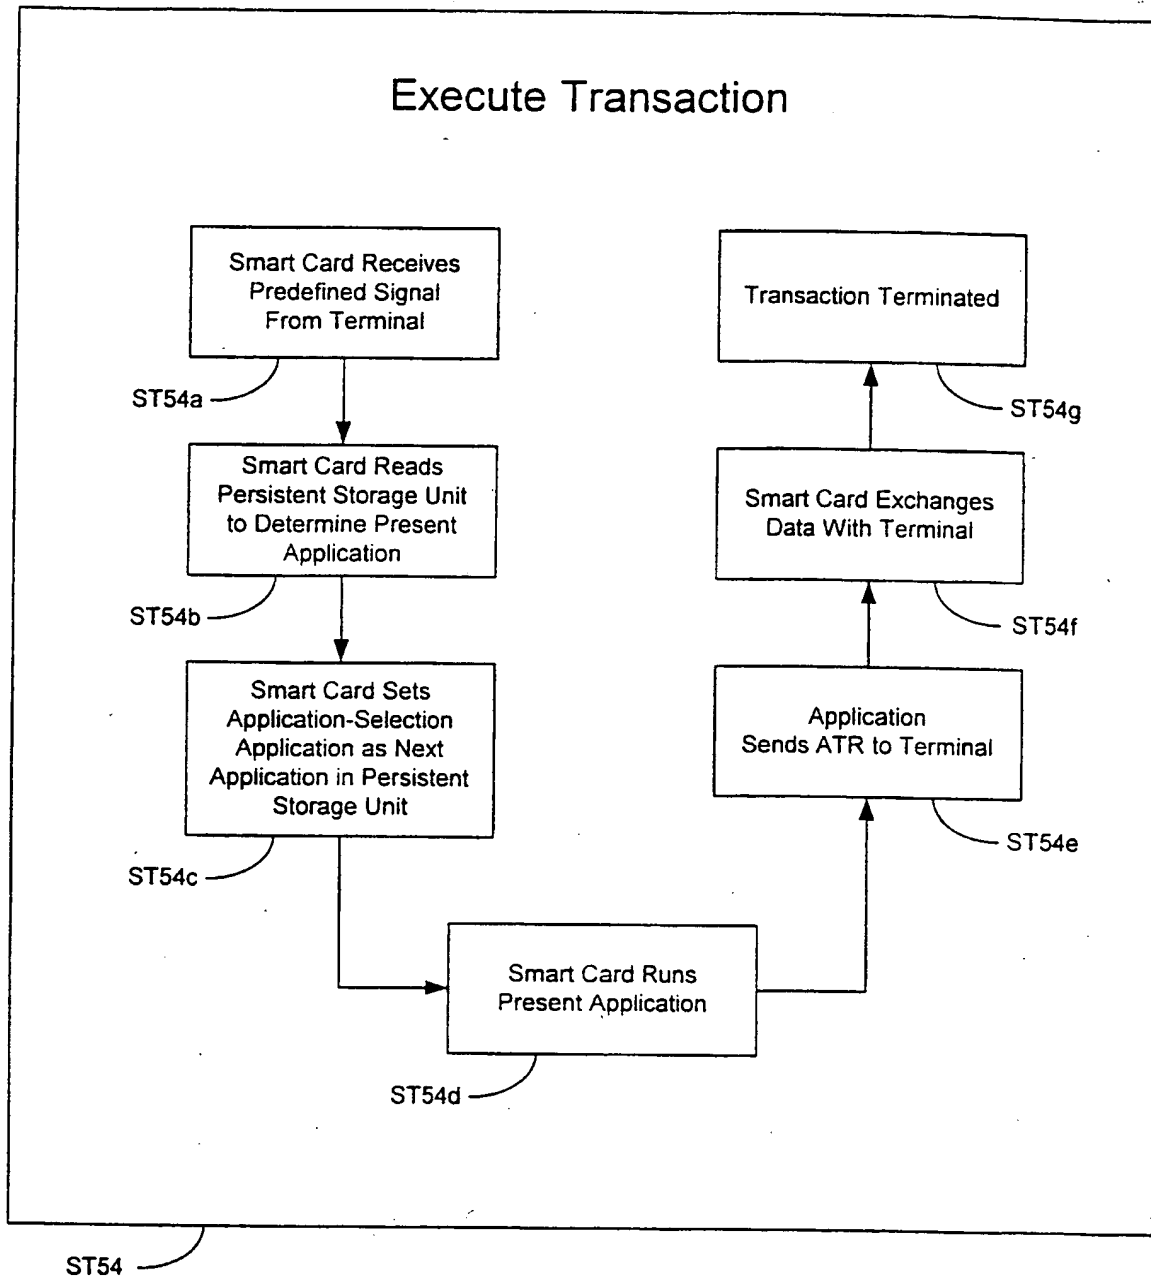 Execute Transaction
Smart Card Receives
Predefined Signal
From Terminal
ST54a
Smart Card Reads
Persistent Storage Unit
to Determine Present
Application
ST54b
Smart Card Sets
Application-Selection
Application as Next
Application in Persistent
Storage Unit
ST54c
Smart Card Runs
Present Application
ST54d
Application
Sends ATR to Terminal
ST54e
Smart Card Exchanges
Data With Terminal
ST54f
Transaction Terminated
ST54g
ST54